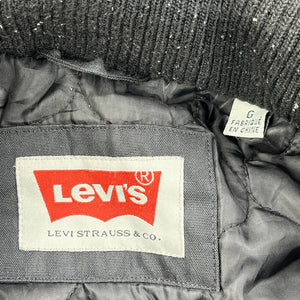 LEVI'S®
LEVI STRAUSS & CO.
G
FABRIQUÉ
EN CHINE